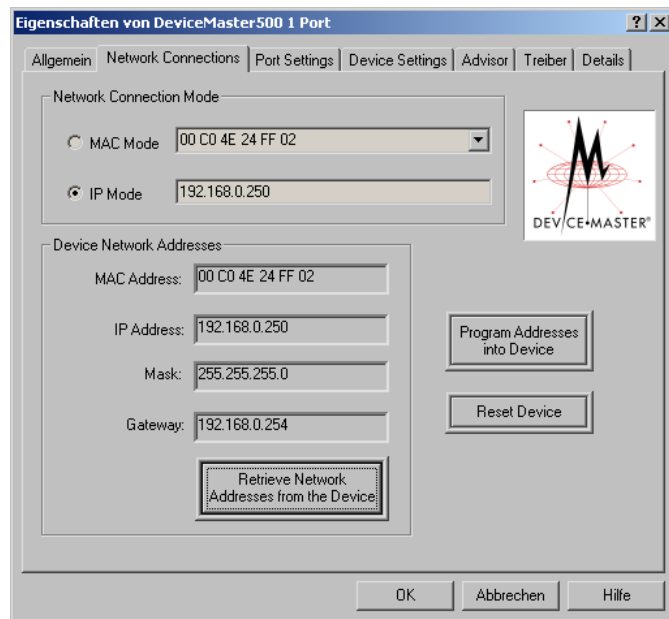 Eigenschaften von DeviceMaster500 1 Port
Allgemein Network Connections Port Settings Device Settings Advisor Treiber Details
Network Connection Mode
MAC Mode 00 C0 4E 24 FF 02
IP Mode 192.168.0.250
DEVICE•MASTER®
Device Network Addresses
MAC Address: 00 C0 4E 24 FF 02
IP Address: 192.168.0.250
Mask: 255.255.255.0
Gateway: 192.168.0.254
Retrieve Network
Addresses from the Device
Program Addresses
into Device
Reset Device
OK Abbrechen Hilfe